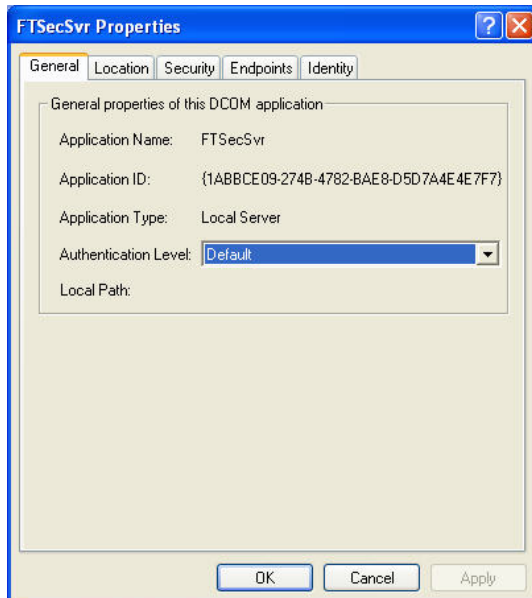 FTSecSvr Properties
General Location Security Endpoints Identity
General properties of this DCOM application
Application Name: FTSecSvr
Application ID: {1ABBCE09-274B-4782-BAE8-D5D7A4E4E7F7}
Application Type: Local Server
Authentication Level: Default
Local Path:
OK Cancel Apply